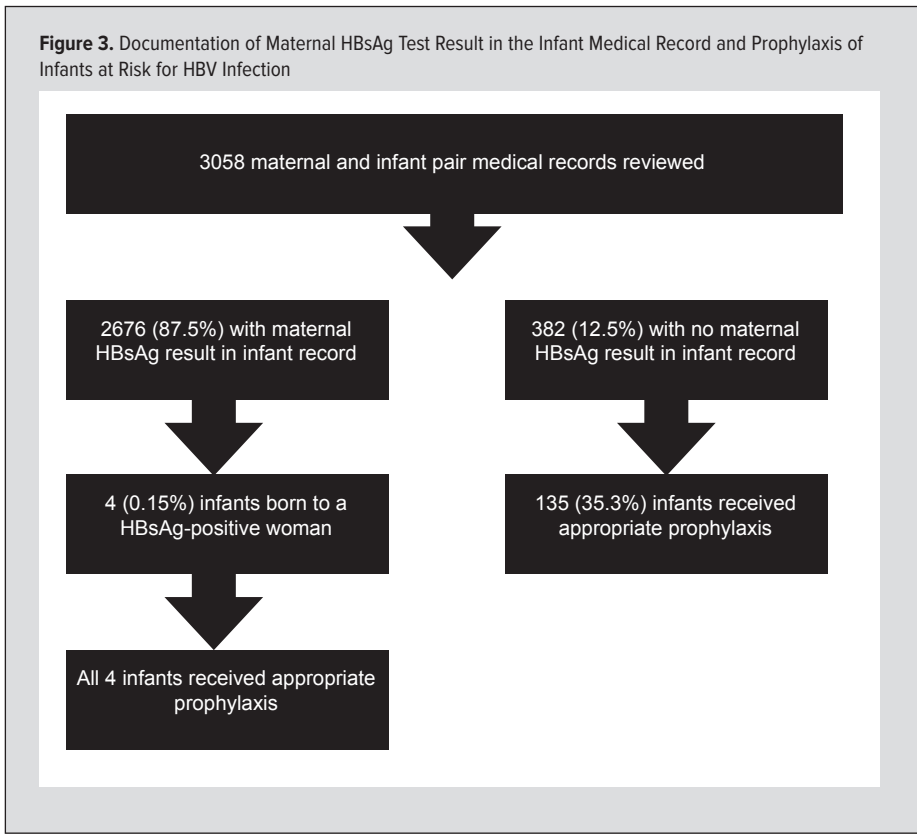 Figure 3. Documentation of Maternal HBsAg Test Result in the Infant Medical Record and Prophylaxis of
Infants at Risk for HBV Infection
3058 maternal and infant pair medical records reviewed
2676 (87.5%) with maternal
HBsAg result in infant record
382 (12.5%) with no maternal
HBsAg result in infant record
4 (0.15%) infants born to a
HBsAg-positive woman
135 (35.3%) infants received
appropriate prophylaxis
All 4 infants received appropriate
prophylaxis